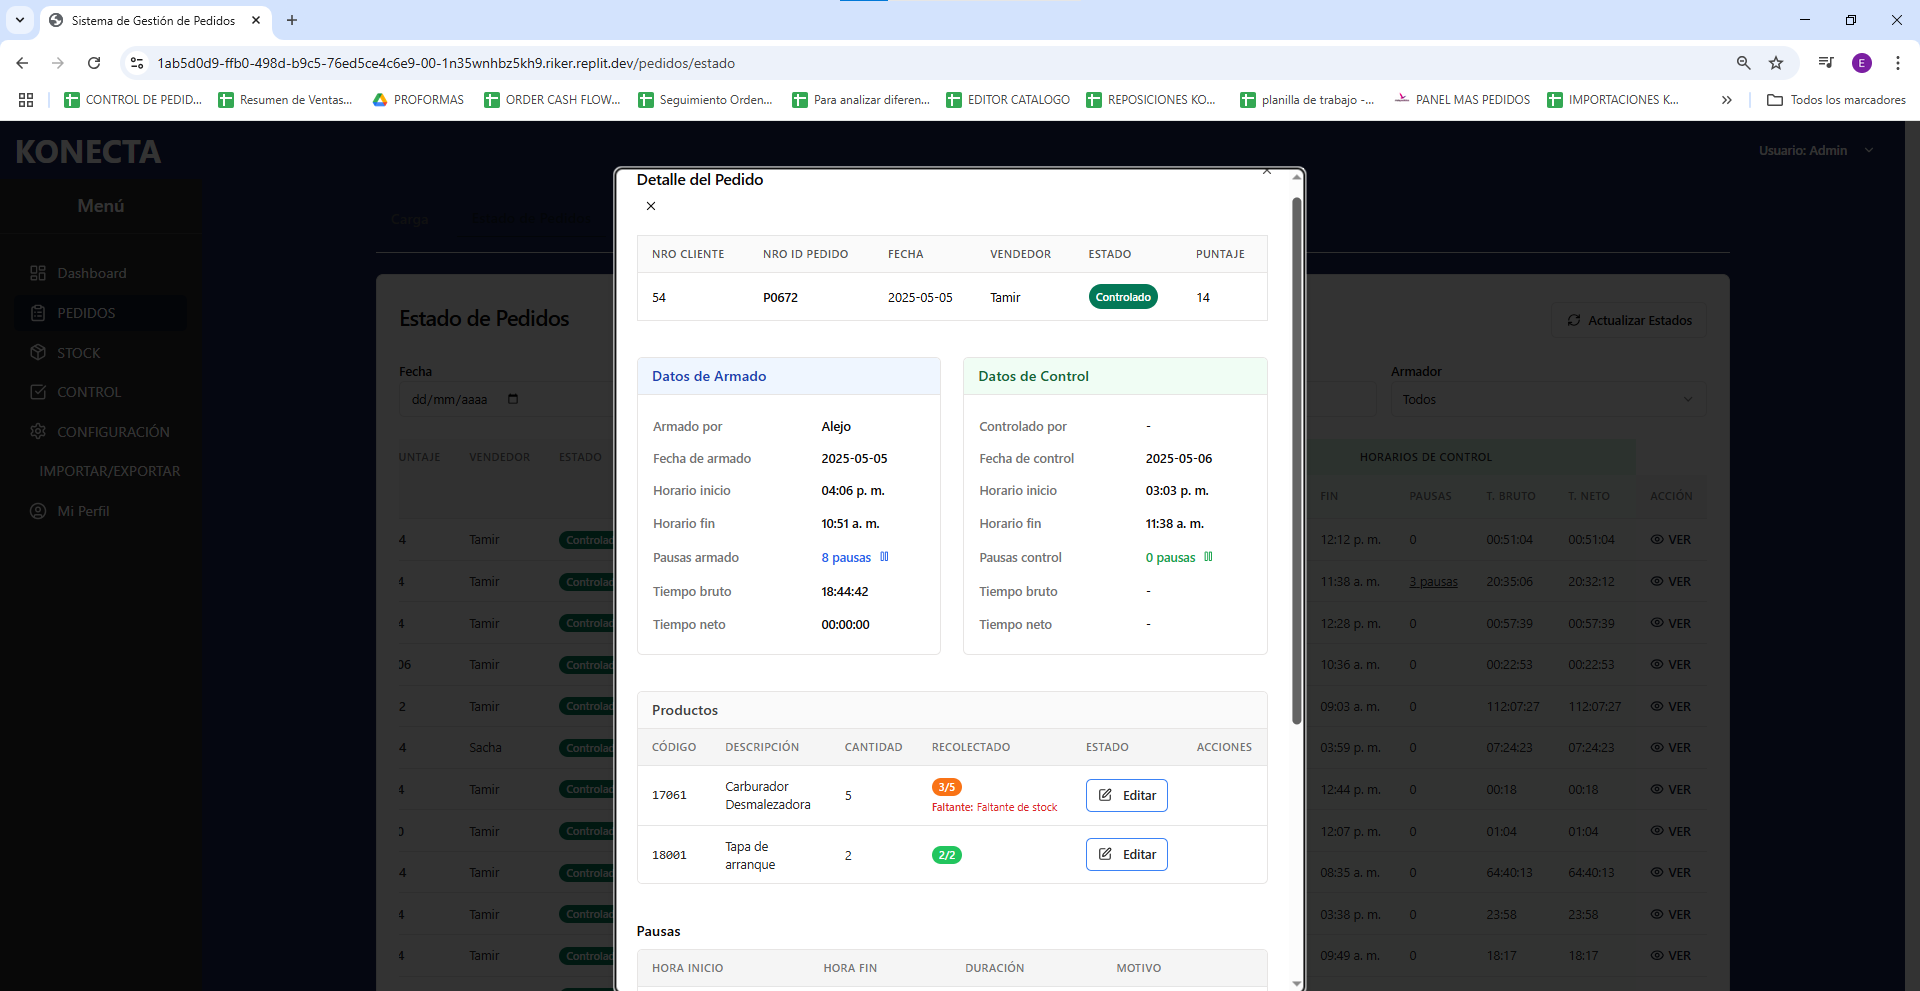 Sistema de Gestión de Pedidos
1ab5d0d9-ffb0-498d-b9c5-76ed5ce4c6e9-00-1n35wnhbz5kh9.riker.replit.dev/pedidos/estado
E
CONTROL DE PEDID... Resumen de Ventas... PROFORMAS ORDER CASH FLOW... Seguimiento Orden... Para analizar diferen... EDITOR CATALOGO REPOSICIONES KO... planilla de trabajo -... PANEL MAS PEDIDOS IMPORTACIONES K... Todos los marcadores
KONECTA
Usuario: Admin
Menú
Dashboard
PEDIDOS
STOCK
CONTROL
CONFIGURACIÓN
IMPORTAR/EXPORTAR
Mi Perfil
Carga
Estado de Pedidos
Actualizar Estados
Fecha
dd/mm/aaaa
Armador
Todos
UNTAJE VENDEDOR ESTADO
HORARIOS DE CONTROL
FIN PAUSAS T. BRUTO T. NETO ACCIÓN
4 Tamir Controlad 12:12 p. m. 0 00:51:04 00:51:04 VER
4 Tamir Controlad 11:38 a. m. 3 pausas 20:35:06 20:32:12 VER
4 Tamir Controlad 12:28 p. m. 0 00:57:39 00:57:39 VER
06 Tamir Controlad 10:36 a. m. 0 00:22:53 00:22:53 VER
2 Tamir Controlad 09:03 a. m. 0 112:07:27 112:07:27 VER
4 Sacha Controlad 03:59 p. m. 0 07:24:23 07:24:23 VER
4 Tamir Controlad 12:44 p. m. 0 00:18 00:18 VER
0 Tamir Controlad 12:07 p. m. 0 01:04 01:04 VER
4 Tamir Controlad 08:35 a. m. 0 64:40:13 64:40:13 VER
4 Tamir Controlad 03:38 p. m. 0 23:58 23:58 VER
4 Tamir Controlad 09:49 a. m. 0 18:17 18:17 VER
Detalle del Pedido
NRO CLIENTE NRO ID PEDIDO FECHA VENDEDOR ESTADO PUNTAJE
54 P0672 2025-05-05 Tamir Controlado 14
Datos de Armado
Armado por Alejo
Fecha de armado 2025-05-05
Horario inicio 04:06 p. m.
Horario fin 10:51 a. m.
Pausas armado 8 pausas
Tiempo bruto 18:44:42
Tiempo neto 00:00:00
Datos de Control
Controlado por -
Fecha de control 2025-05-06
Horario inicio 03:03 p. m.
Horario fin 11:38 a. m.
Pausas control 0 pausas
Tiempo bruto -
Tiempo neto -
Productos
CÓDIGO DESCRIPCIÓN CANTIDAD RECOLECTADO ESTADO ACCIONES
17061 Carburador Desmalezadora 5 3/5 Editar
Faltante: Faltante de stock
18001 Tapa de arranque 2 2/2 Editar
Pausas
HORA INICIO HORA FIN DURACIÓN MOTIVO